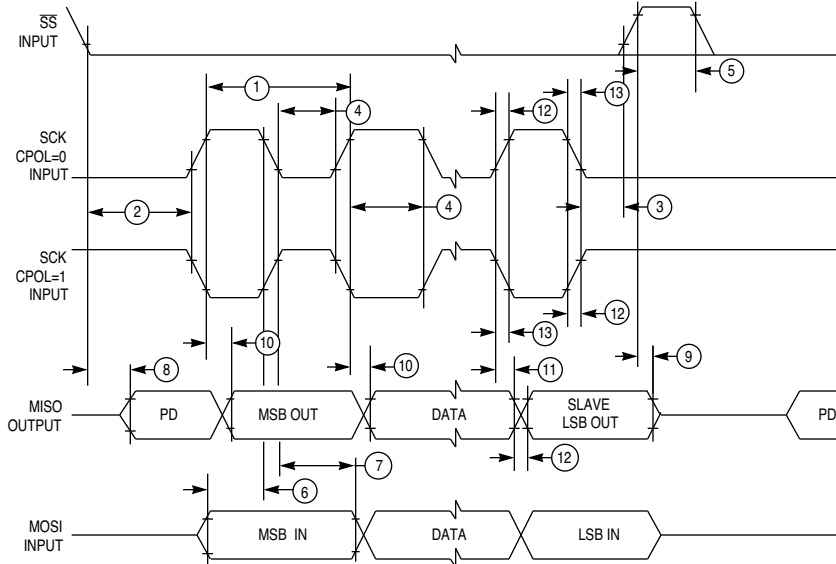 SS
INPUT
5
1
13
4
12
SCK
CPOL=0
INPUT
2
4
3
SCK
CPOL=1
INPUT
12
13
10
10
9
8
11
MISO
OUTPUT
PD
MSB OUT
DATA
SLAVE
LSB OUT
PD
12
7
6
MOSI
INPUT
MSB IN
DATA
LSB IN